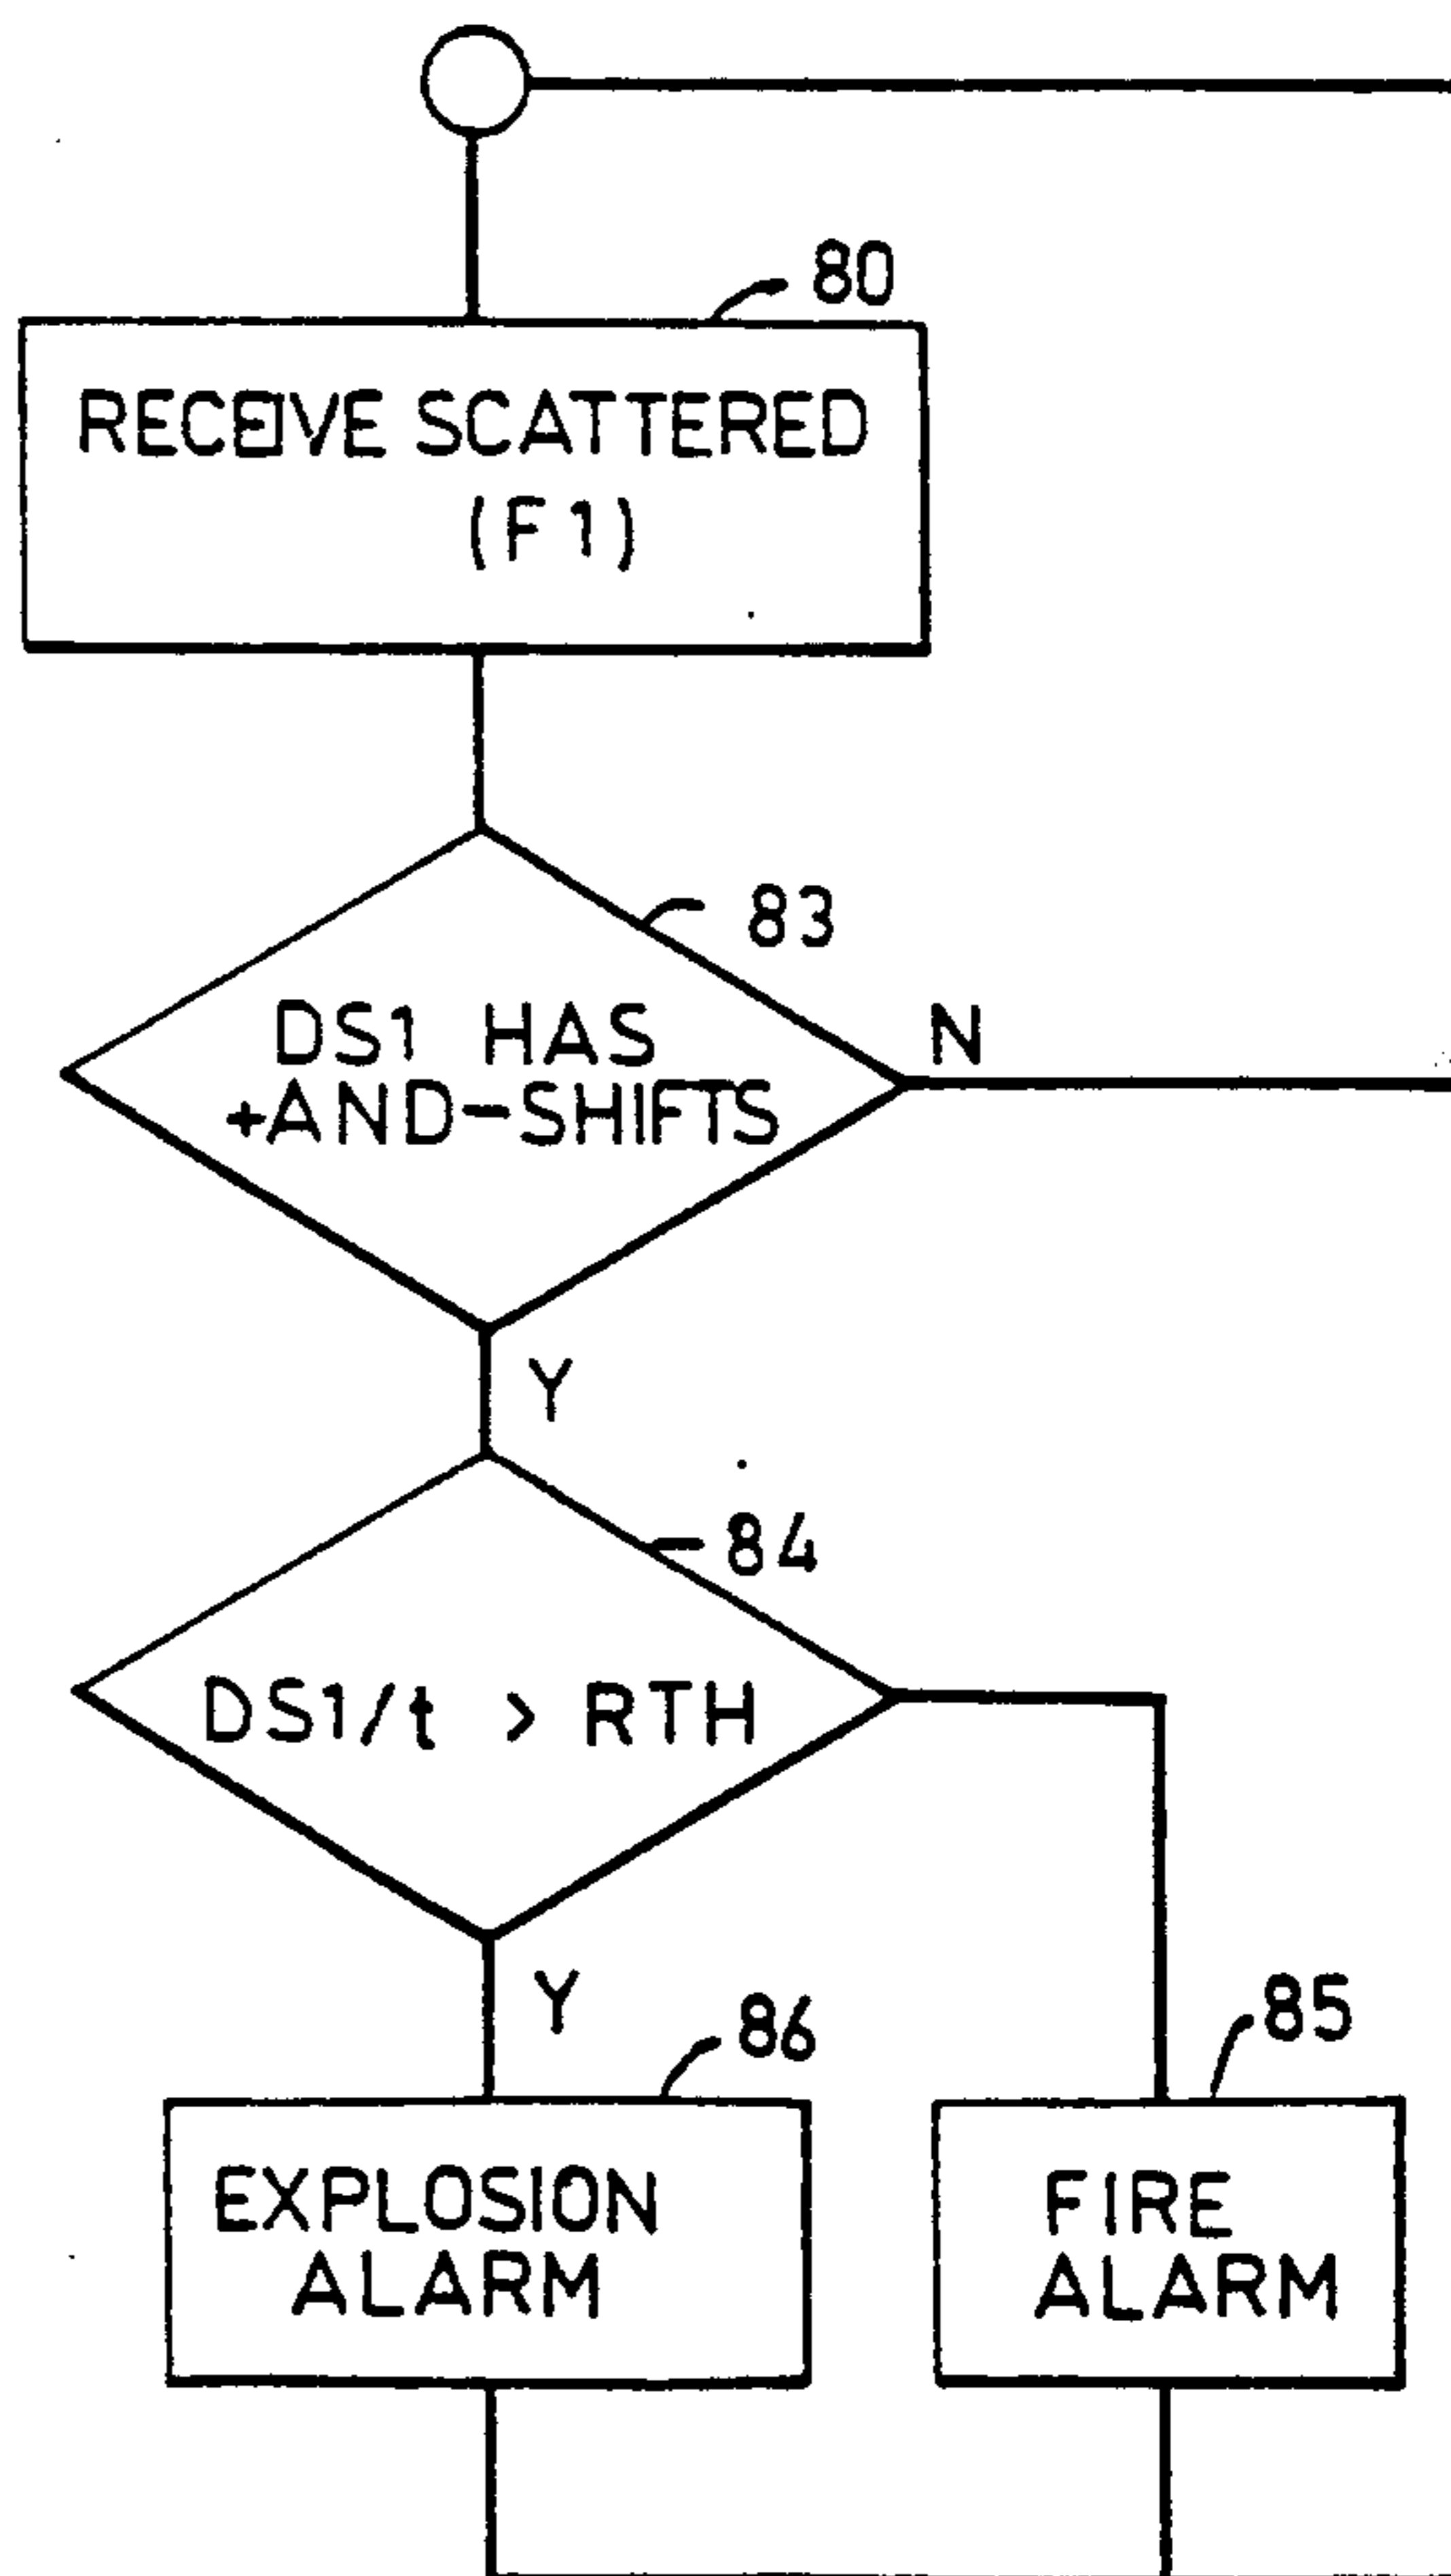 80
RECEIVE SCATTERED
(F1)
83
DS1 HAS
+AND-SHIFTS
N
Y
84
DS1/t > RTH
Y
86
85
EXPLOSION
ALARM
FIRE
ALARM